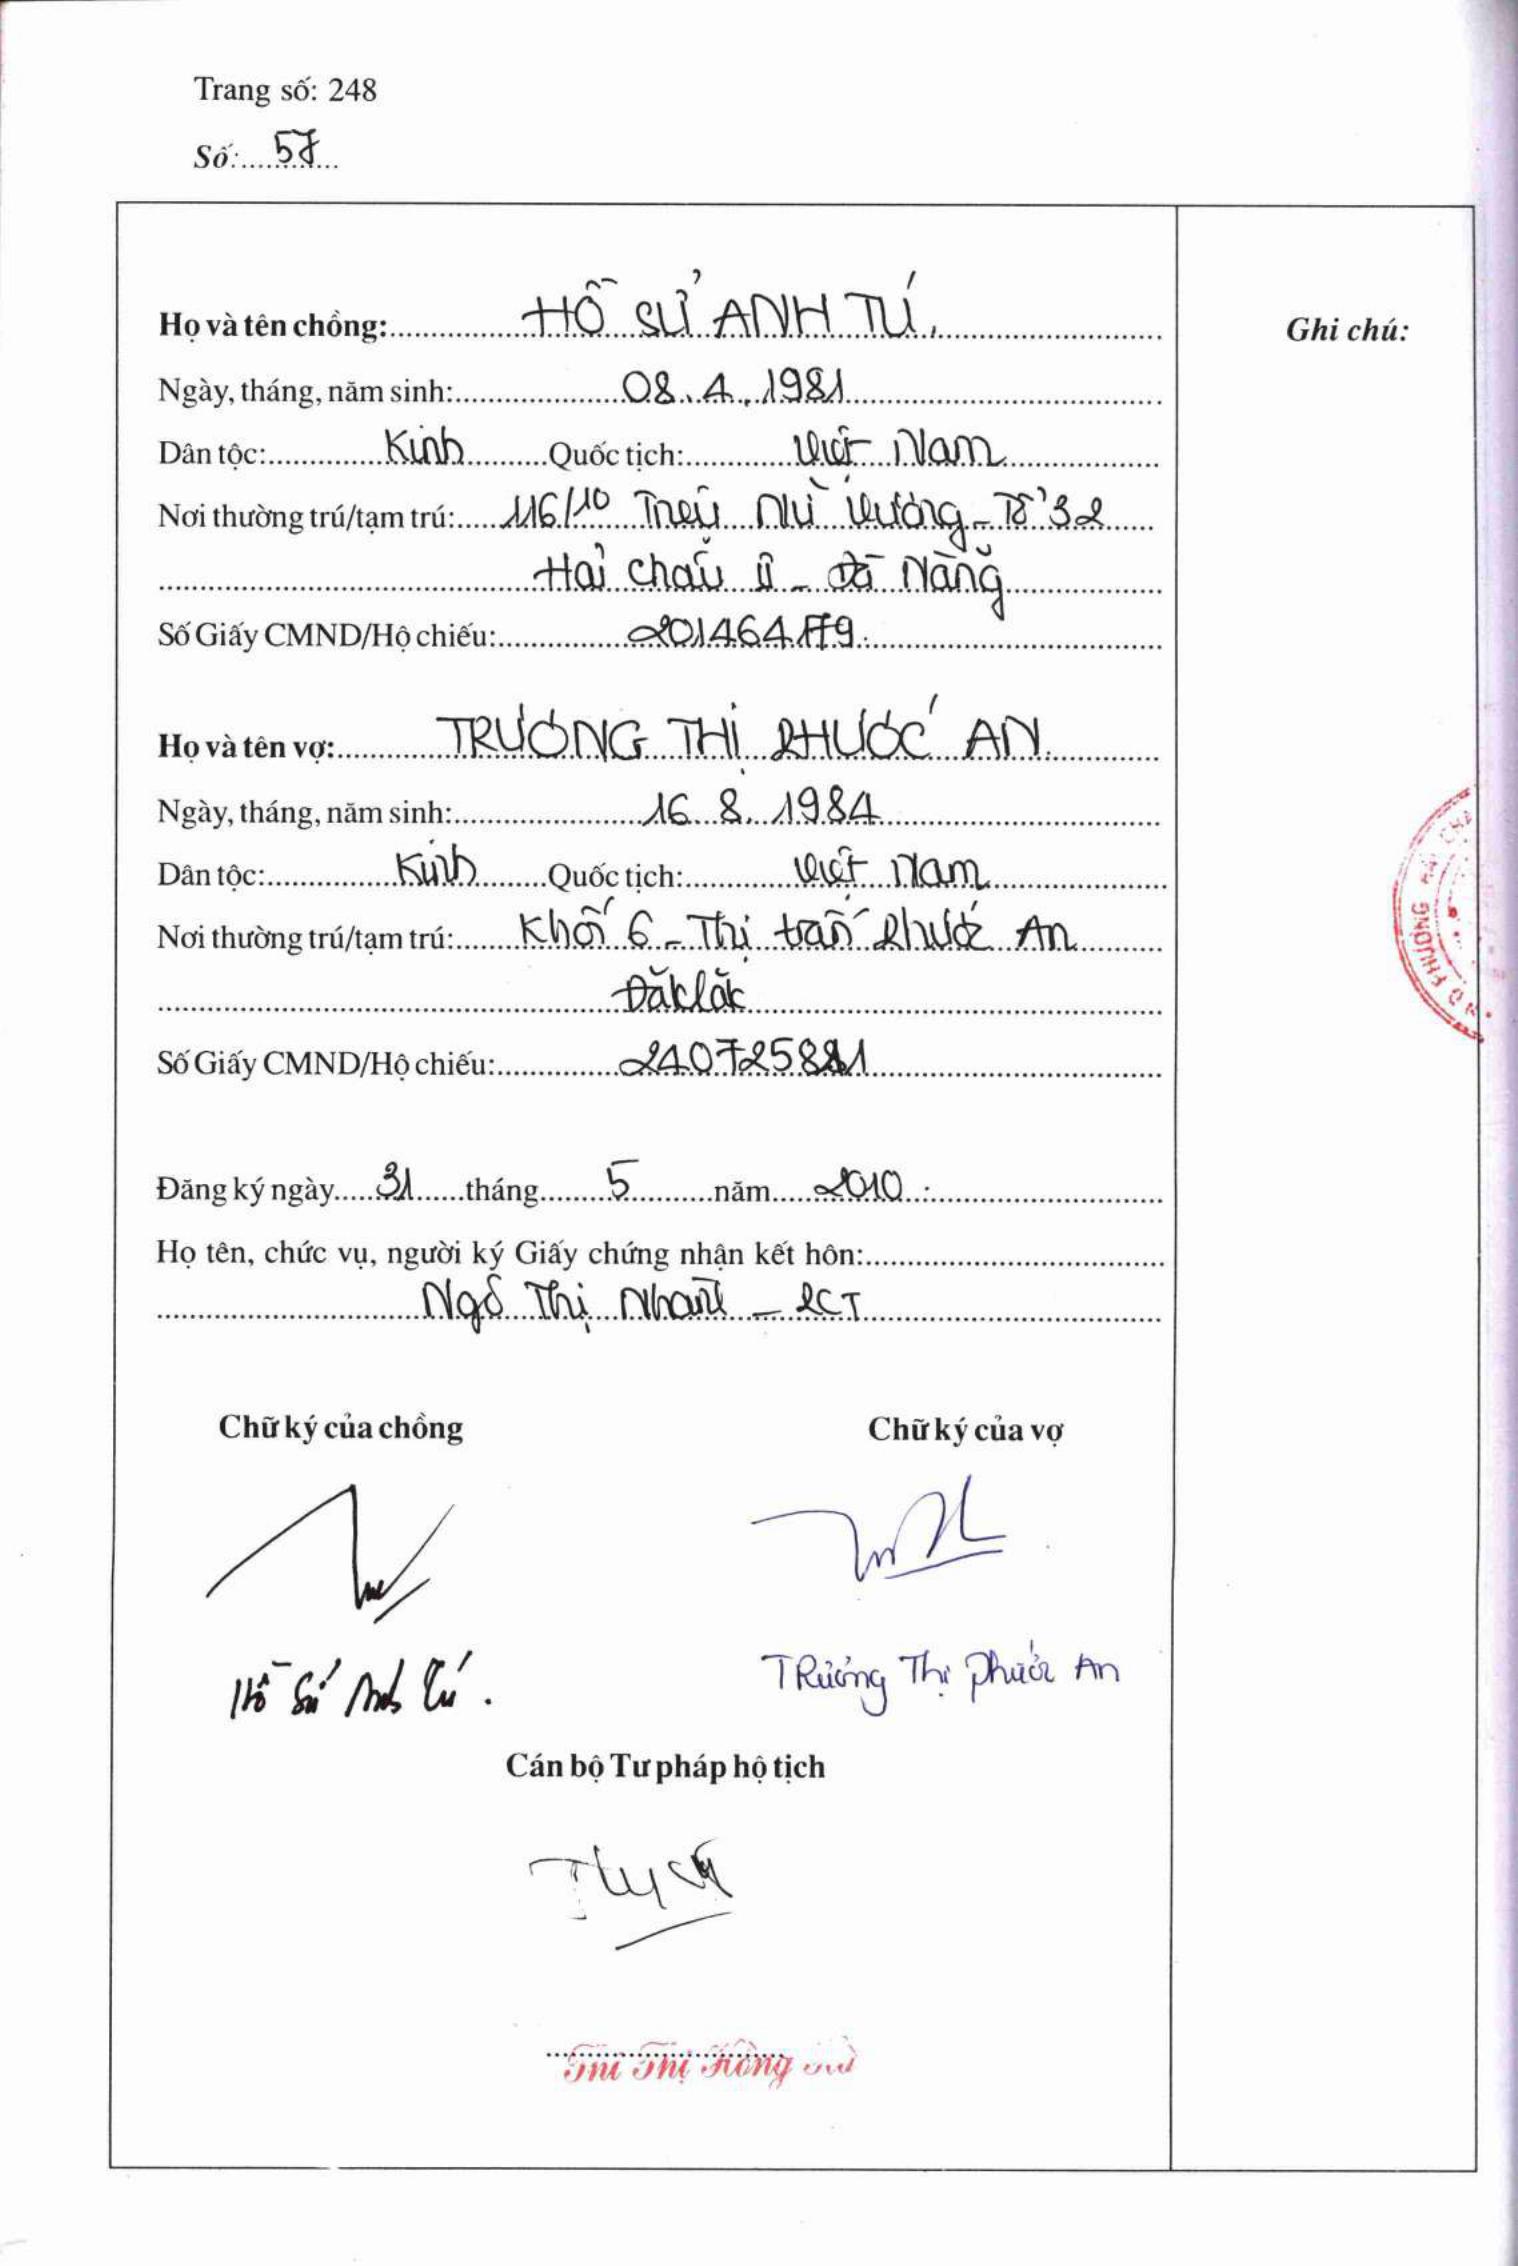 Trang số: 248
Số: 57
Họ và tên chồng: HỒ SỬ ANH TÚ
Ghi chú:
Ngày, tháng, năm sinh: 08.4.1981
Dân tộc: Kinh Quốc tịch: Việt Nam
Nơi thường trú/tạm trú: 116/10 Triệu Nữ Vương - Tổ 32
Hải Châu II - Đà Nẵng
Số Giấy CMND/Hộ chiếu: 201464779
Họ và tên vợ: TRƯƠNG THỊ PHƯỚC AN
Ngày, tháng, năm sinh: 16.8.1984
Dân tộc: Kinh Quốc tịch: Việt Nam
Nơi thường trú/tạm trú: Khối 6 - Thị trấn Phước An
Đăklăk
Số Giấy CMND/Hộ chiếu: 240725881
Đăng ký ngày 31 tháng 5 năm 2010
Họ tên, chức vụ, người ký Giấy chứng nhận kết hôn:
Ngô Thị Nhanh - PCT
Chữ ký của chồng Chữ ký của vợ
Hồ Sử Anh Tú.
Trương Thị Phước An
Cán bộ Tư pháp hộ tịch
Thị Hồng